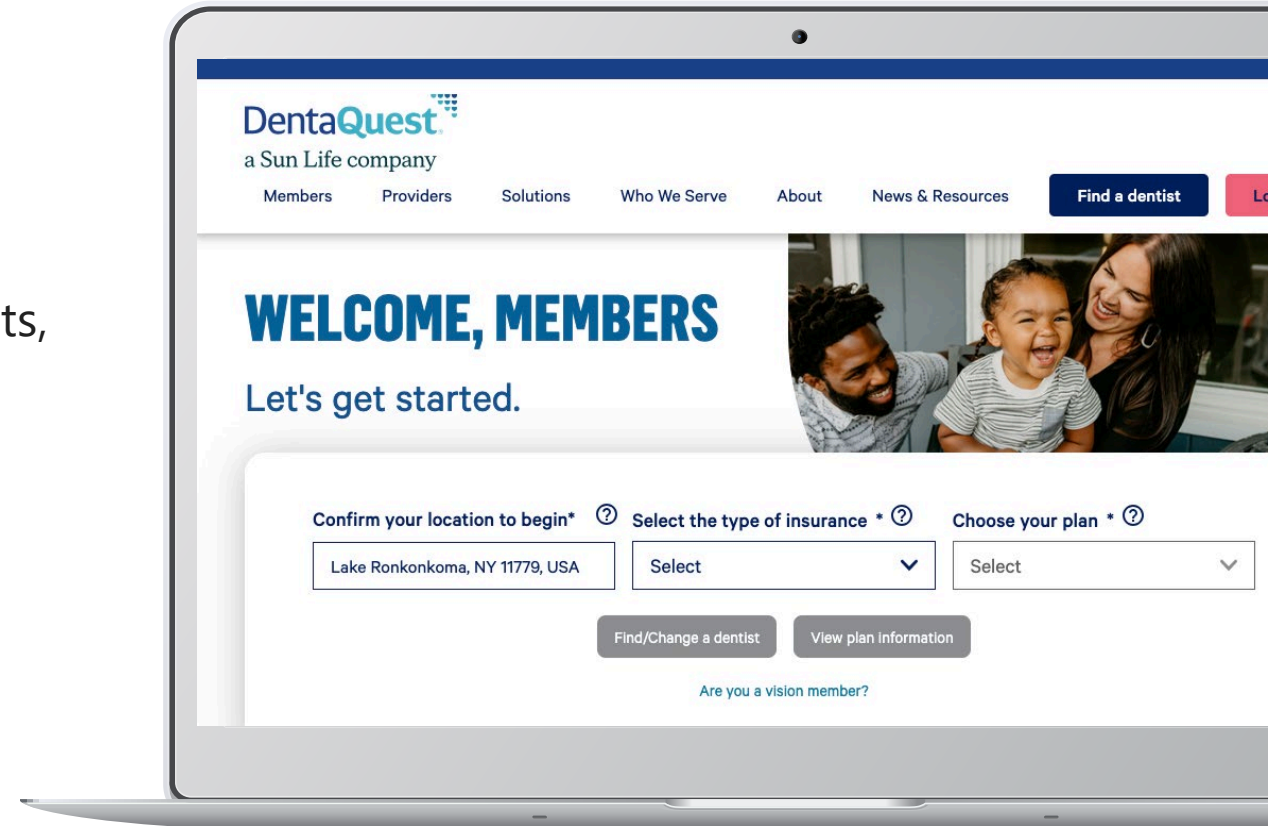 ts,
DentaQuest
a Sun Life company
Members Providers Solutions Who We Serve About News & Resources Find a dentist Lo
WELCOME, MEMBERS
Let's get started.
Confirm your location to begin* Select the type of insurance * Choose your plan *
Lake Ronkonkoma, NY 11779, USA Select Select
Find/Change a dentist View plan information
Are you a vision member?